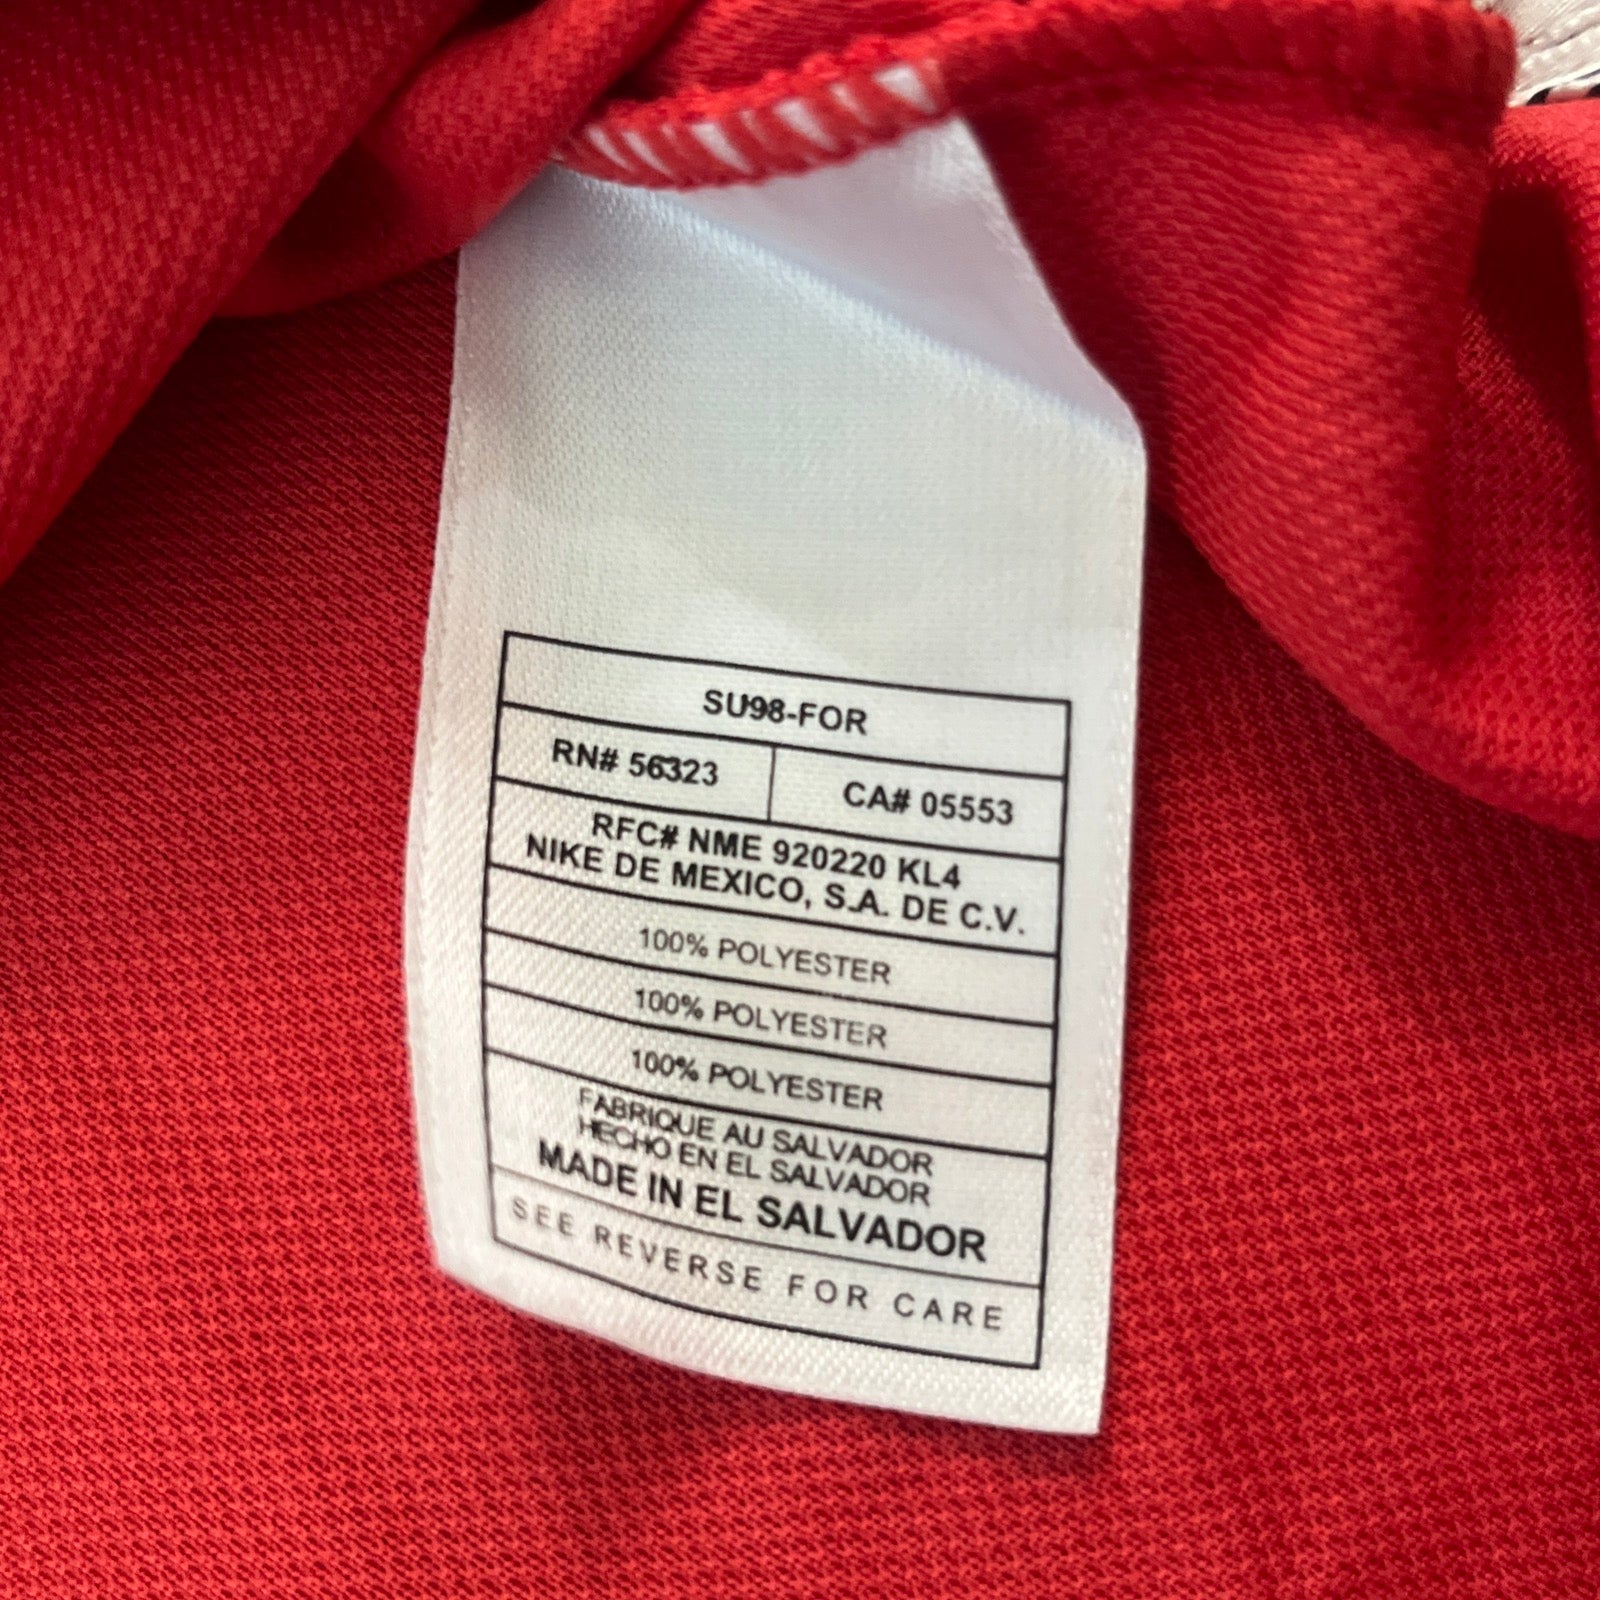 SU98-FOR
RN# 56323
CA# 05553
RFC# NME 920220 KL4
NIKE DE MEXICO, S.A. DE C.V.
100% POLYESTER
100% POLYESTER
100% POLYESTER
FABRIQUE AU SALVADOR
HECHO EN EL SALVADOR
MADE IN EL SALVADOR
SEE REVERSE FOR CARE